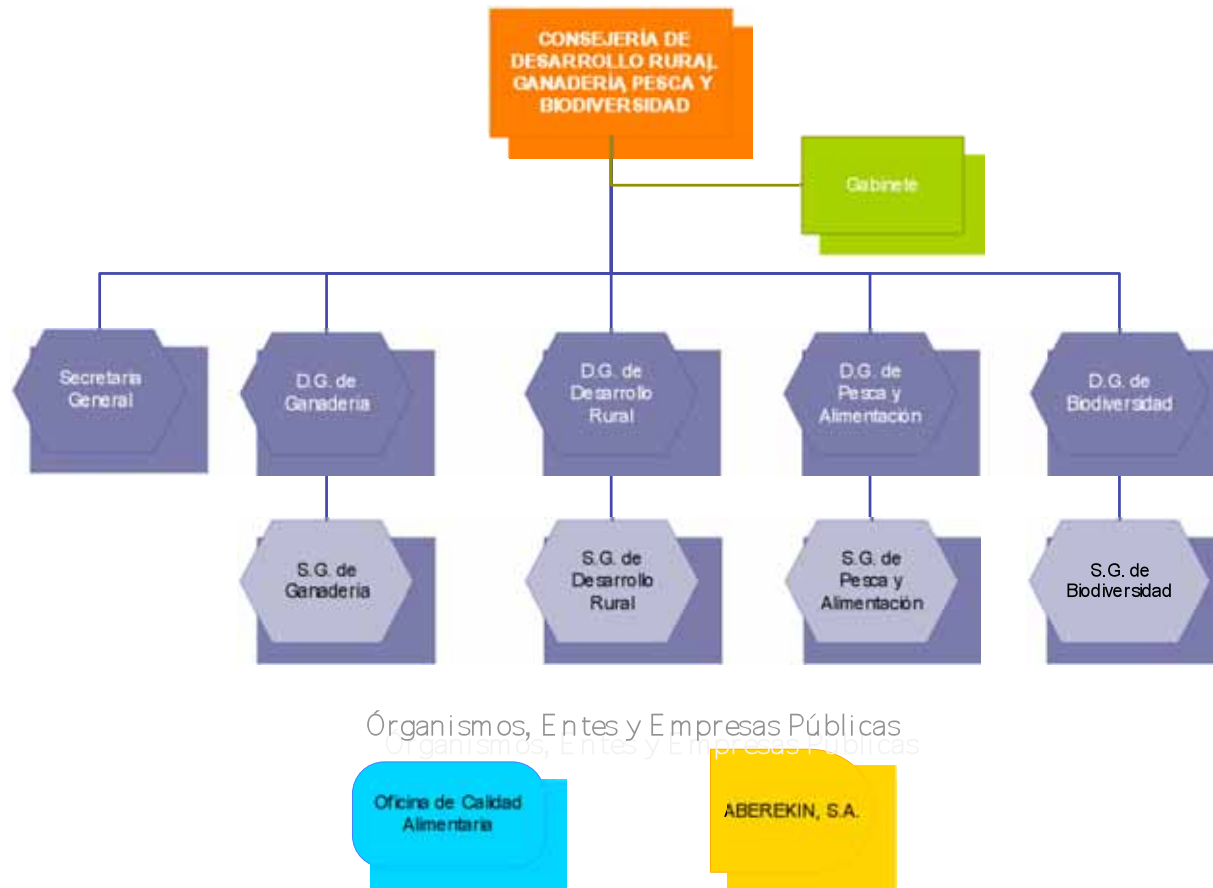 CONSEJERÍA DE
DESARROLLO RURAL,
GANADERÍA, PESCA Y
BIODIVERSIDAD
Gabinete
Secretaria
General
D.G. de
Ganadería
D.G. de
Desarrollo
Rural
D.G. de
Pesca y
Alimentación
D.G. de
Biodiversidad
S.G. de
Ganadería
S.G. de
Desarrollo
Rural
S.G. de
Pesca y
Alimentación
S.G. de
Biodiversidad
Órganismos, Entes y Empresas Públicas
Oficina de Calidad
Alimentaria
ABEREKIN, S.A.